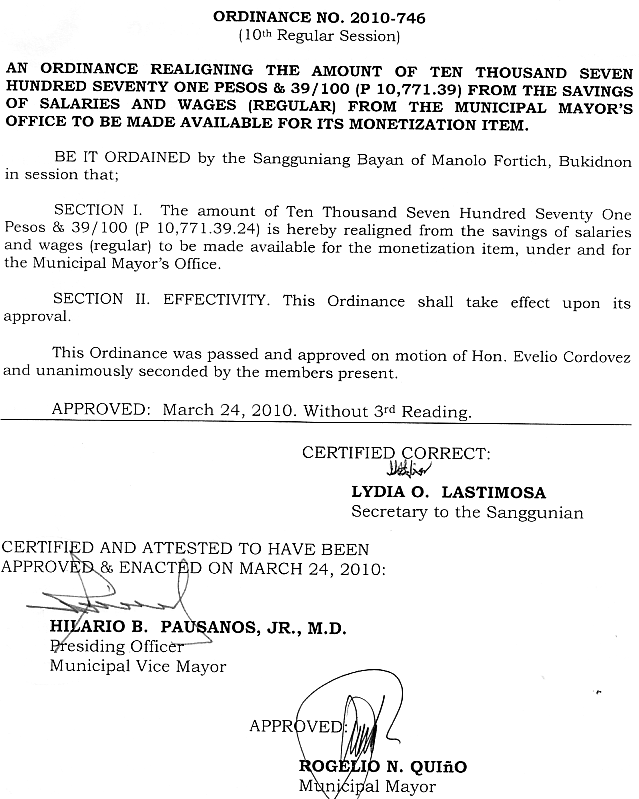 ORDINANCE NO. 2010-746
(10th Regular Session)
AN ORDINANCE REALIGNING THE AMOUNT OF TEN THOUSAND SEVEN
HUNDRED SEVENTY ONE PESOS & 39/100 (P 10,771.39) FROM THE SAVINGS
OF SALARIES AND WAGES (REGULAR) FROM THE MUNICIPAL MAYOR'S
OFFICE TO BE MADE AVAILABLE FOR ITS MONETIZATION ITEM.
BE IT ORDAINED by the Sangguniang Bayan of Manolo Fortich, Bukidnon
in session that;
SECTION I. The amount of Ten Thousand Seven Hundred Seventy One
Pesos & 39/100 (P 10,771.39.24) is hereby realigned from the savings of salaries
and wages (regular) to be made available for the monetization item, under and for
the Municipal Mayor's Office.
SECTION II. EFFECTIVITY. This Ordinance shall take effect upon its
approval.
This Ordinance was passed and approved on motion of Hon. Evelio Cordovez
and unanimously seconded by the members present.
APPROVED: March 24, 2010. Without 3rd Reading.
CERTIFIED CORRECT:
LYDIA O. LASTIMOSA
Secretary to the Sanggunian
CERTIFIED AND ATTESTED TO HAVE BEEN
APPROVED & ENACTED ON MARCH 24, 2010:
HILARIO B. PAUSANOS, JR., M.D.
Presiding Officer
Municipal Vice Mayor
APPROVED:
ROGELIO N. QUIñO
Municipal Mayor